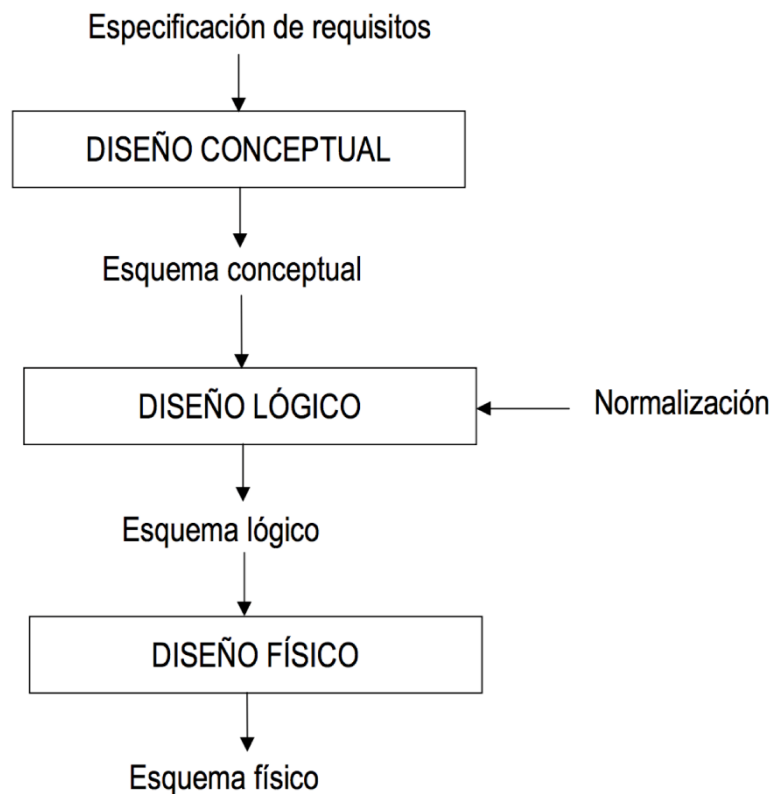 Especificación de requisitos
DISEÑO CONCEPTUAL
Esquema conceptual
DISEÑO LÓGICO
Normalización
Esquema lógico
DISEÑO FÍSICO
Esquema físico